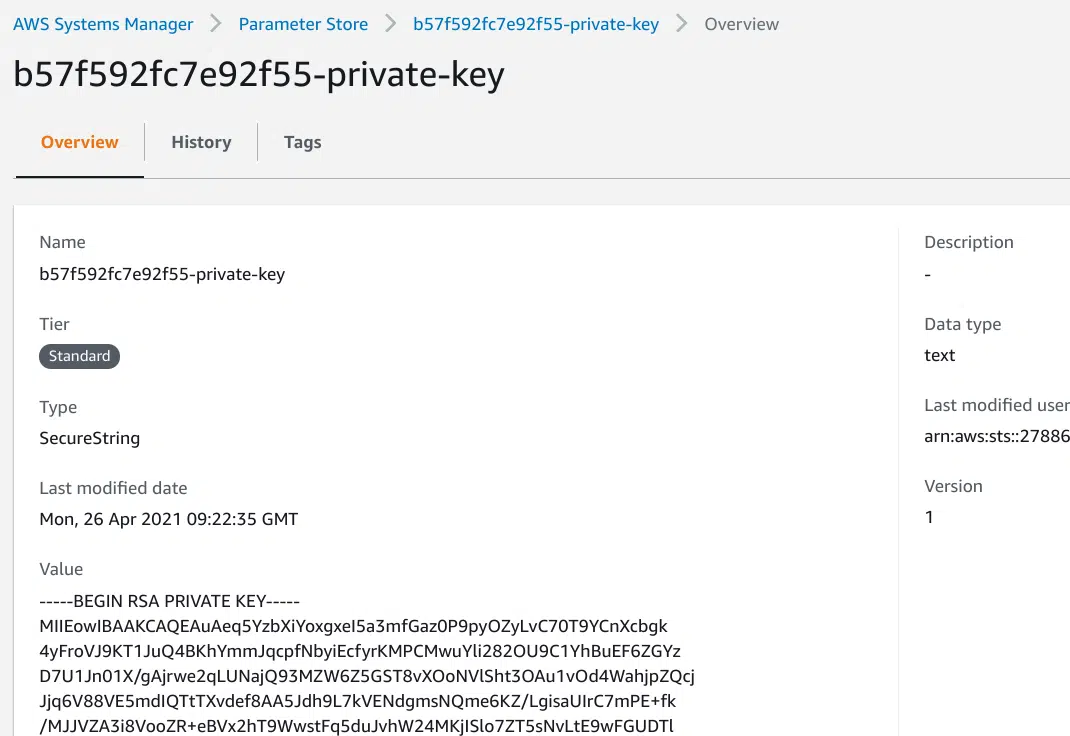 AWS Systems Manager > Parameter Store > b57f592fc7e92f55-private-key > Overview
b57f592fc7e92f55-private-key
Overview History Tags
Name
b57f592fc7e92f55-private-key
Tier
Standard
Type
SecureString
Last modified date
Mon, 26 Apr 2021 09:22:35 GMT
Value
-----BEGIN RSA PRIVATE KEY-----
MIIEowIBAAKCAQEAuAeq5YzbXiYoxgxeI5a3mfGaz0P9pyOZyLvC70T9YCnXcbgk
4yFroVJ9KT1JuQ4BKhYmmJqcpfNbyiEcfyrKMPCMwuYli282OU9C1YhBuEF6ZGYz
D7U1Jn01X/gAjrwe2qLUNajQ93MZW6Z5GST8vXOoNVlSht3OAu1vOd4WahjpZQcj
Jjq6V88VE5mdIQTtTXvdef8AA5Jdh9L7kVENdgmsNQme6KZ/LgisaUIrC7mPE+fk
/MJJVZA3i8VooZR+eBVx2hT9WwstFq5duJvhW24MKjISlo7ZT5sNvLtE9wFGUDTl
Description
-
Data type
text
Last modified user
arn:aws:sts::27886
Version
1